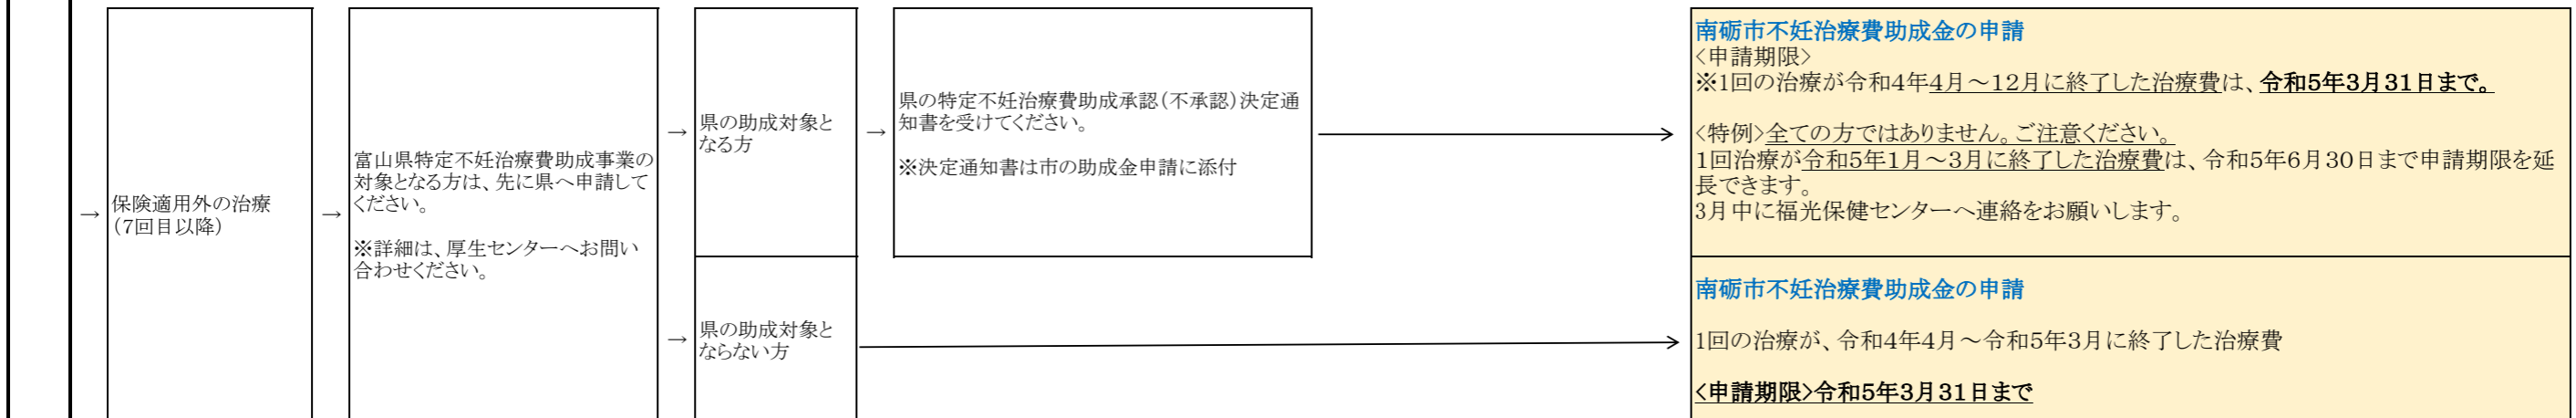 →
保険適用外の治療
（7回目以降）
→
富山県特定不妊治療費助成事業の
対象となる方は、先に県へ申請して
ください。
※詳細は、厚生センターへお問い
合わせください。
→
県の助成対象と
なる方
→
県の特定不妊治療費助成承認（不承認）決定通
知書を受けてください。
※決定通知書は市の助成金申請に添付
南砺市不妊治療費助成金の申請
＜申請期限＞
※1回の治療が令和4年4月～12月に終了した治療費は、令和5年3月31日まで。
＜特例＞全ての方ではありません。ご注意ください。
1回治療が令和5年1月～3月に終了した治療費は、令和5年6月30日まで申請期限を延
長できます。
3月中に福光保健センターへ連絡をお願いします。
→
県の助成対象と
ならない方
南砺市不妊治療費助成金の申請
1回の治療が、令和4年4月～令和5年3月に終了した治療費
＜申請期限＞令和5年3月31日まで